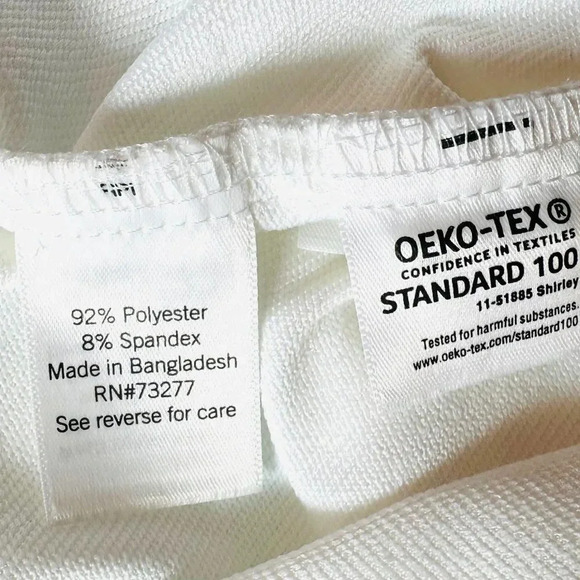 92% Polyester
8% Spandex
Made in Bangladesh
RN#73277
See reverse for care
OEKO-TEX®
CONFIDENCE IN TEXTILES
STANDARD 100
11-51885 Shirley
Tested for harmful substances.
www.oeko-tex.com/standard100